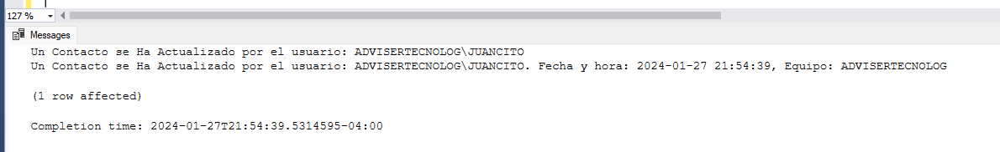 127 %
Messages
Un Contacto se Ha Actualizado por el usuario: ADVISERTECNOLOG\JUANCITO
Un Contacto se Ha Actualizado por el usuario: ADVISERTECNOLOG\JUANCITO. Fecha y hora: 2024-01-27 21:54:39, Equipo: ADVISERTECNOLOG
(1 row affected)
Completion time: 2024-01-27T21:54:39.5314595-04:00